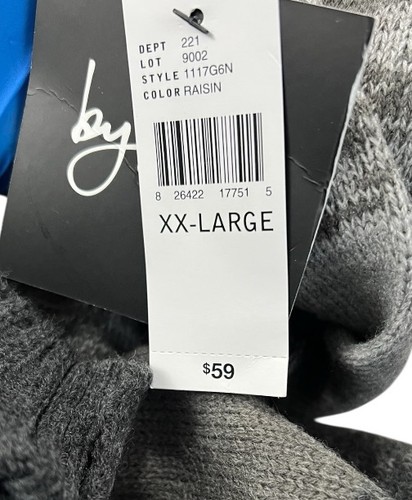 DEPT 221
LOT 9002
STYLE 1117G6N
COLOR RAISIN
8 26422 17751 5
XX-LARGE
$59
by